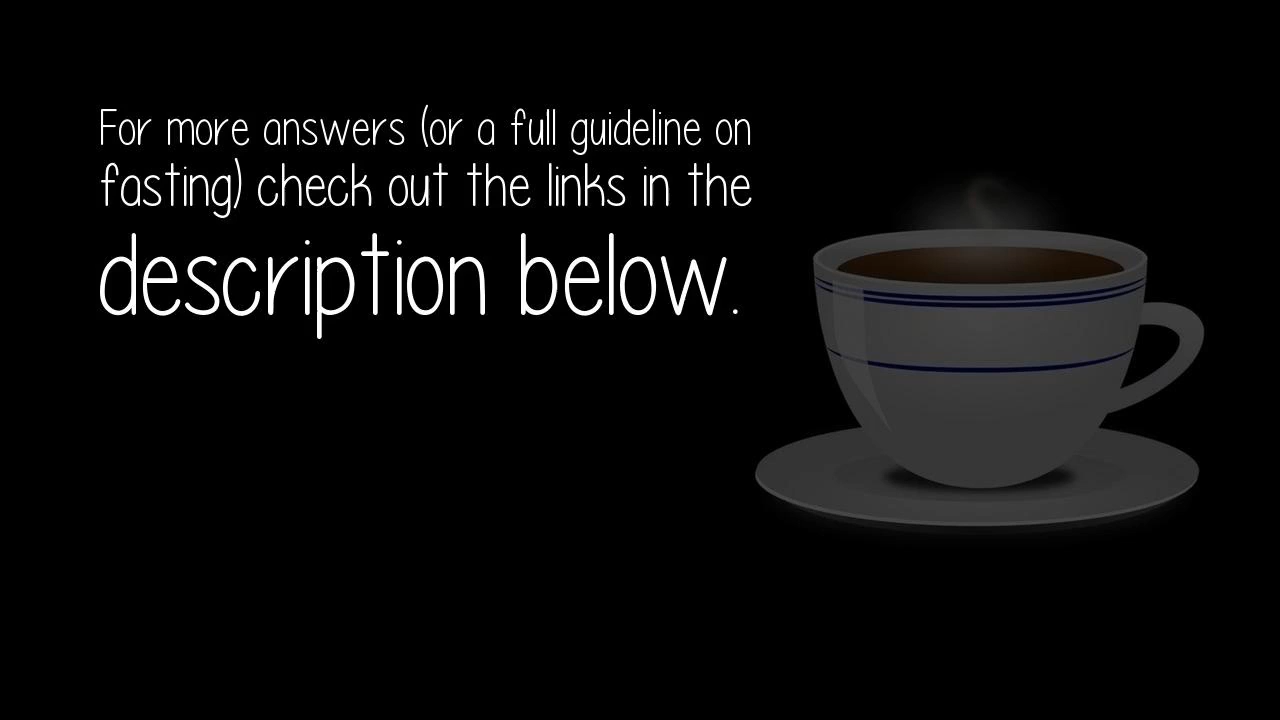 For more answers (or a full guideline on
fasting) check out the links in the
description below.